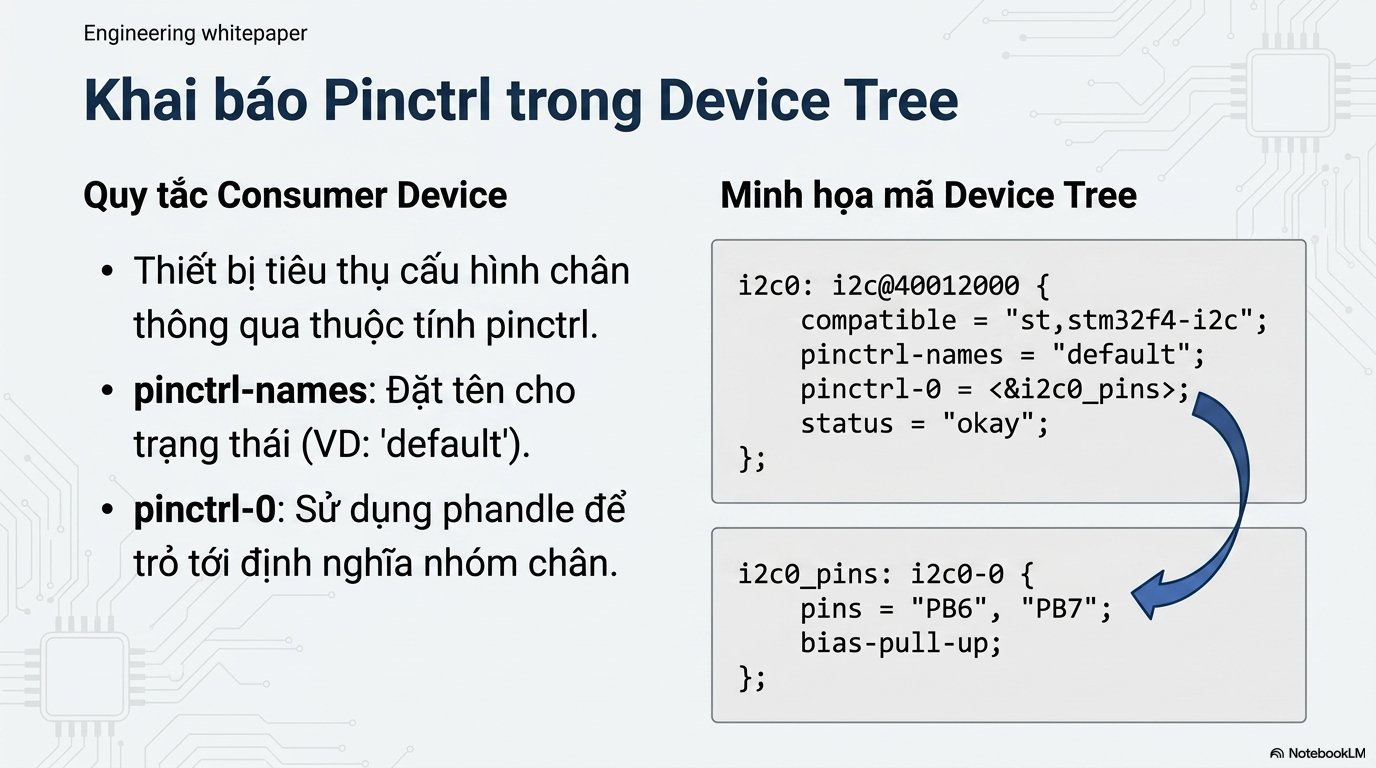 Engineering whitepaper
Khai báo Pinctrl trong Device Tree
Quy tắc Consumer Device
• Thiết bị tiêu thụ cấu hình chân
thông qua thuộc tính pinctrl.
• pinctrl-names: Đặt tên cho
trạng thái (VD: 'default').
• pinctrl-0: Sử dụng phandle để
trỏ tới định nghĩa nhóm chân.
Minh họa mã Device Tree
i2c0: i2c@40012000 {
    compatible = "st,stm32f4-i2c";
    pinctrl-names = "default";
    pinctrl-0 = <&i2c0_pins>;
    status = "okay";
};
i2c0_pins: i2c0-0 {
    pins = "PB6", "PB7";
    bias-pull-up;
};
NotebookLM